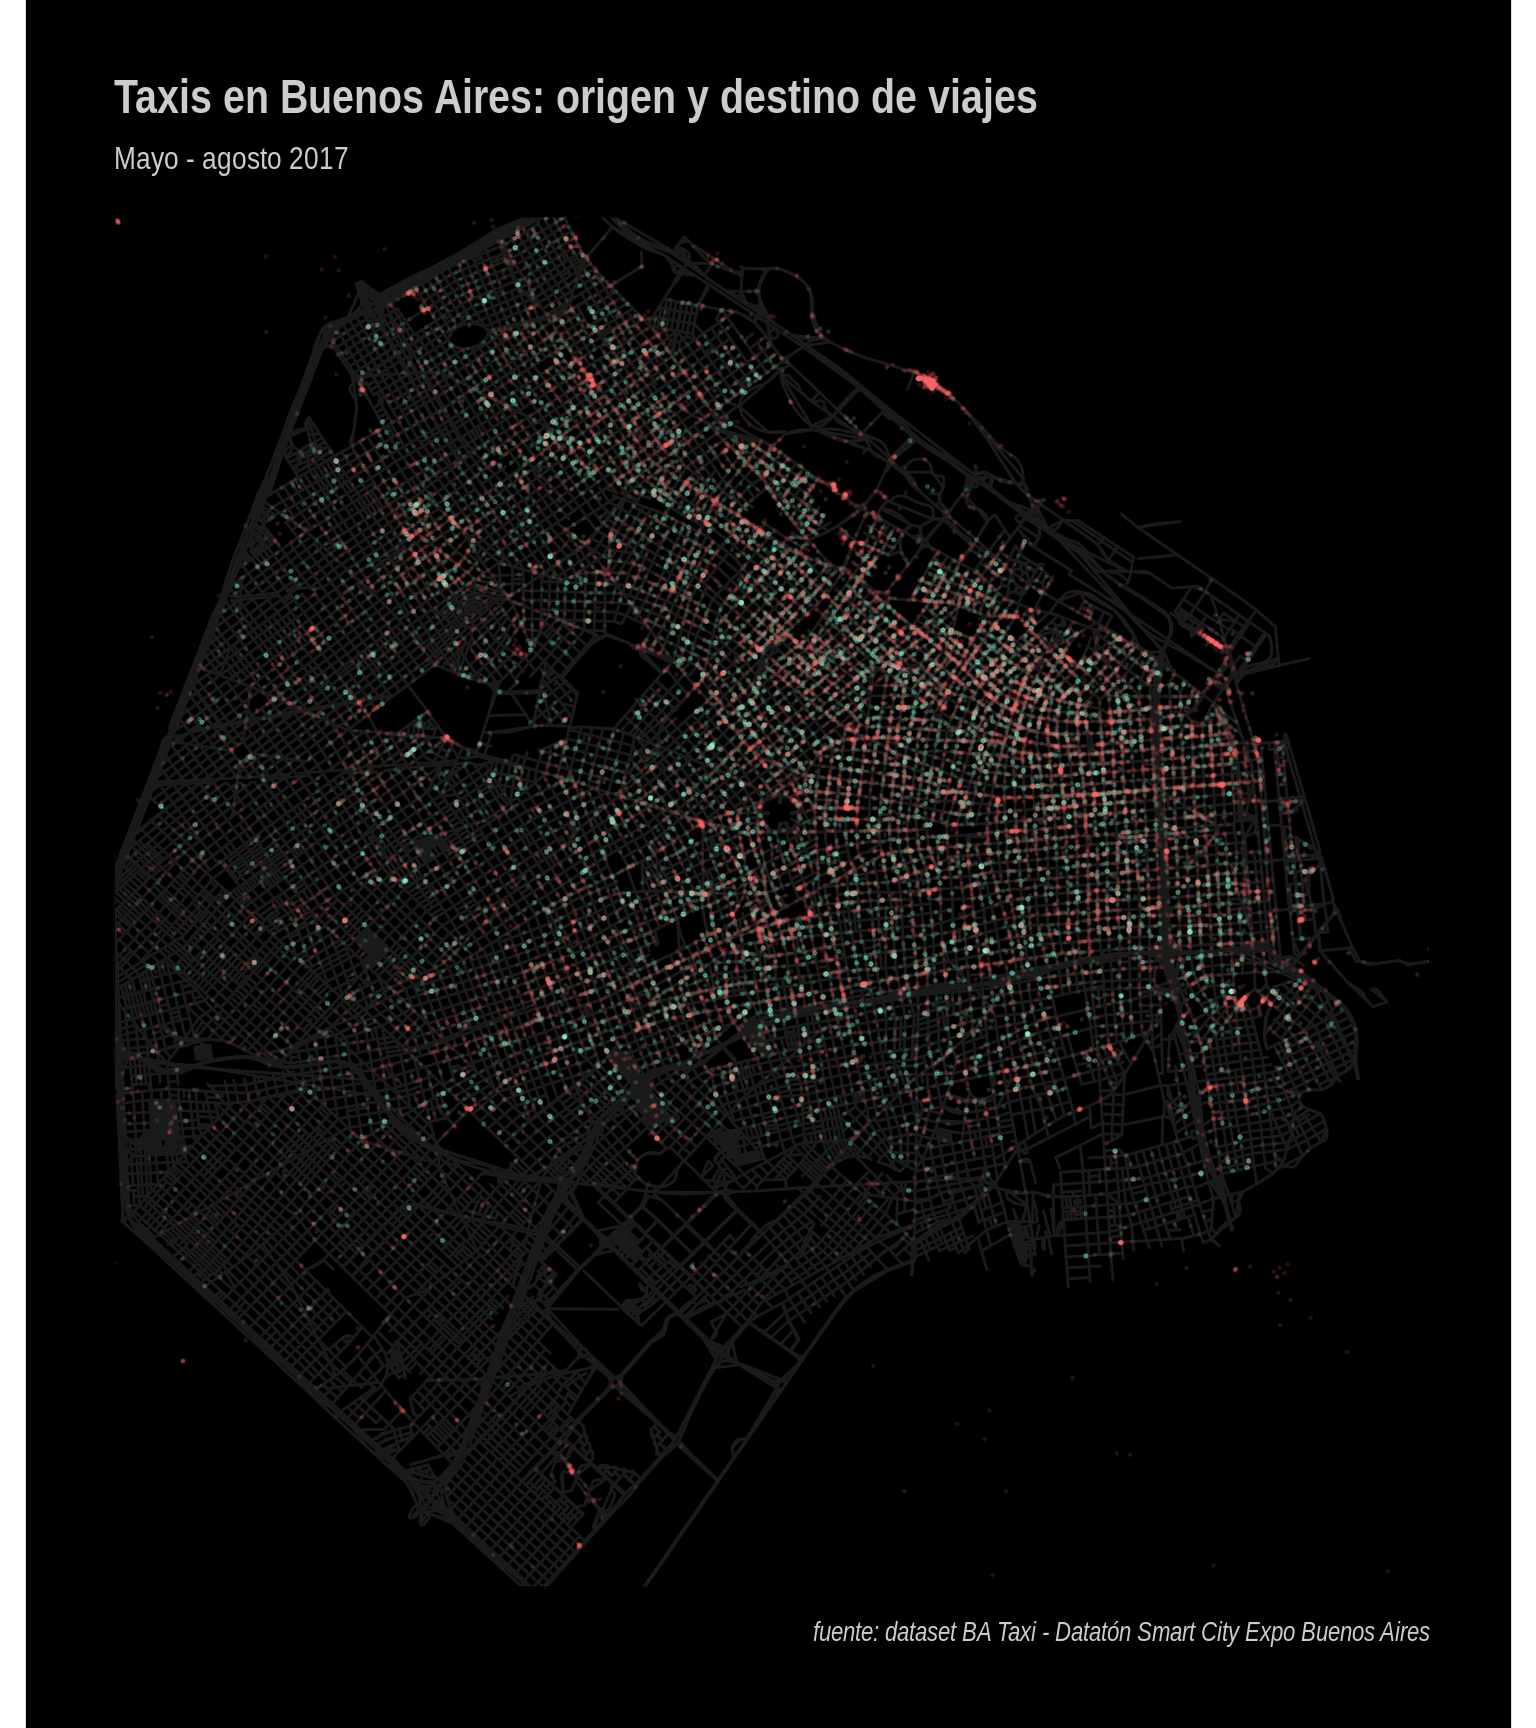 Taxis en Buenos Aires: origen y destino de viajes
Mayo - agosto 2017
fuente: dataset BA Taxi - Datatón Smart City Expo Buenos Aires